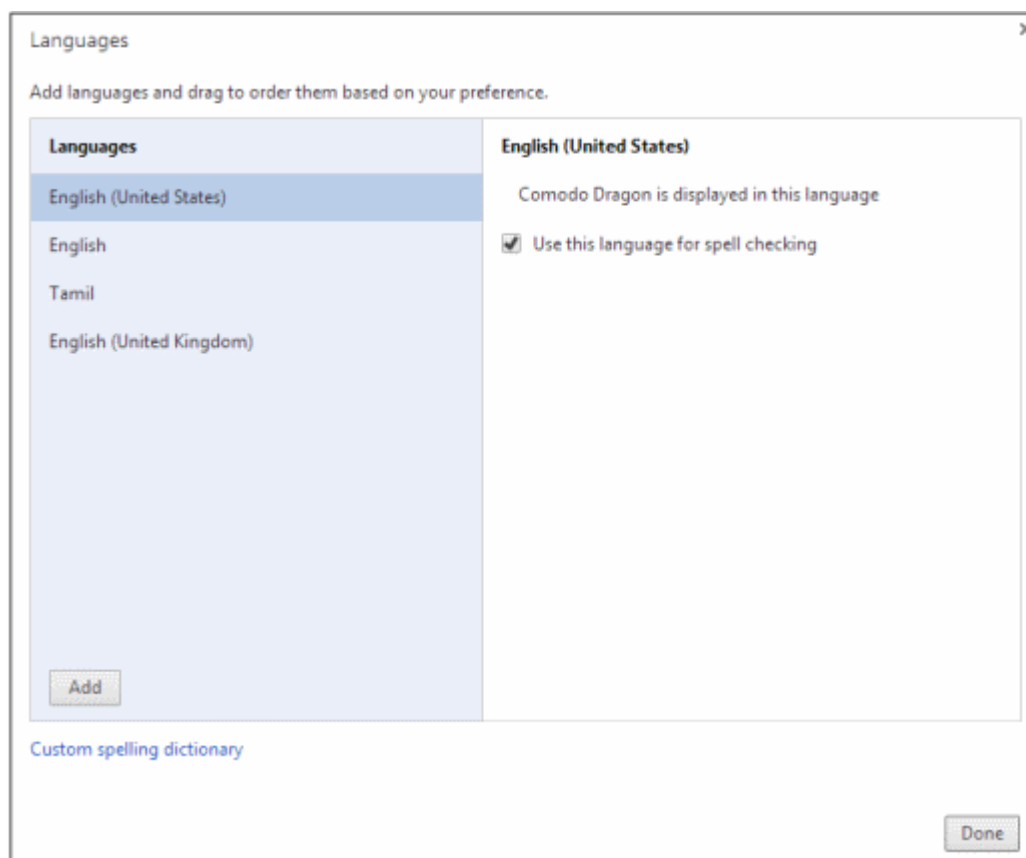 Languages
Add languages and drag to order them based on your preference.
Languages
English (United States)
English
Tamil
English (United Kingdom)
Add
English (United States)
Comodo Dragon is displayed in this language
Use this language for spell checking
Custom spelling dictionary
Done